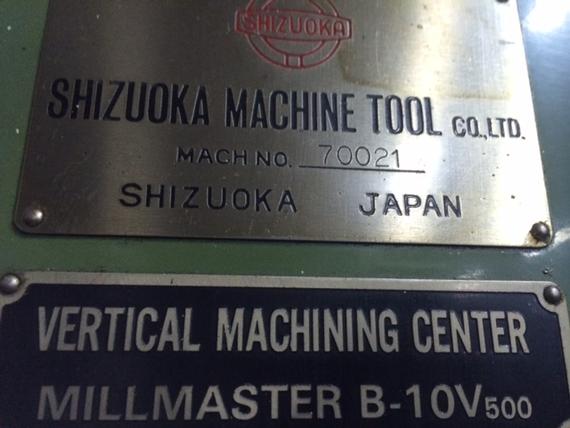 SHIZUOKA
SHIZUOKA MACHINE TOOL CO.,LTD.
MACH NO. 70021
SHIZUOKA JAPAN
VERTICAL MACHINING CENTER
MILLMASTER B-10V500